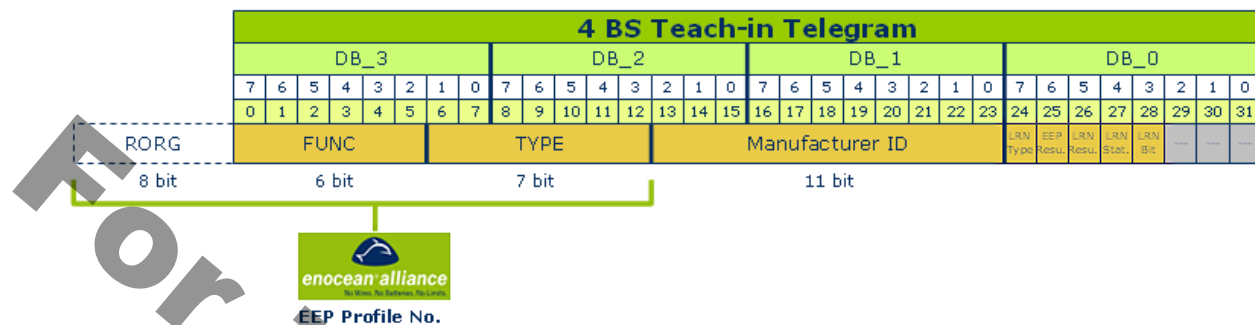 4 BS Teach-in Telegram
DB_3 DB_2 DB_1 DB_0
7 6 5 4 3 2 1 0 7 6 5 4 3 2 1 0 7 6 5 4 3 2 1 0 7 6 5 4 3 2 1 0
0 1 2 3 4 5 6 7 8 9 10 11 12 13 14 15 16 17 18 19 20 21 22 23 24 25 26 27 28 29 30 31
RORG FUNC TYPE Manufacturer ID LRN Type EEP Resu. LRN Resu. LRN Stat. LRN Bit --- --- ---
8 bit 6 bit 7 bit 11 bit
For
enocean alliance
No Wires. No Batteries. No Limits.
EEP Profile No.